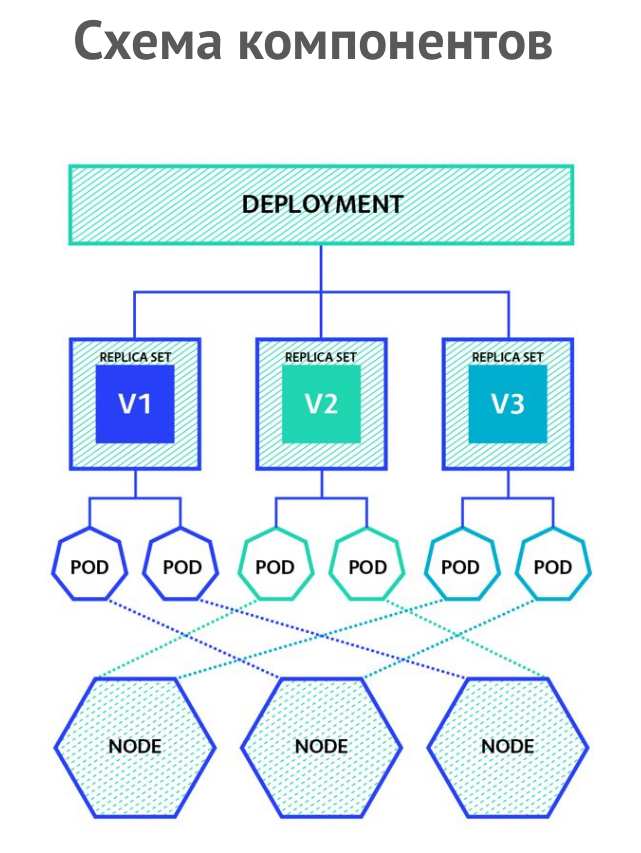 Схема компонентов
DEPLOYMENT
REPLICA SET
V1
REPLICA SET
V2
REPLICA SET
V3
POD
POD
POD
POD
POD
POD
NODE
NODE
NODE